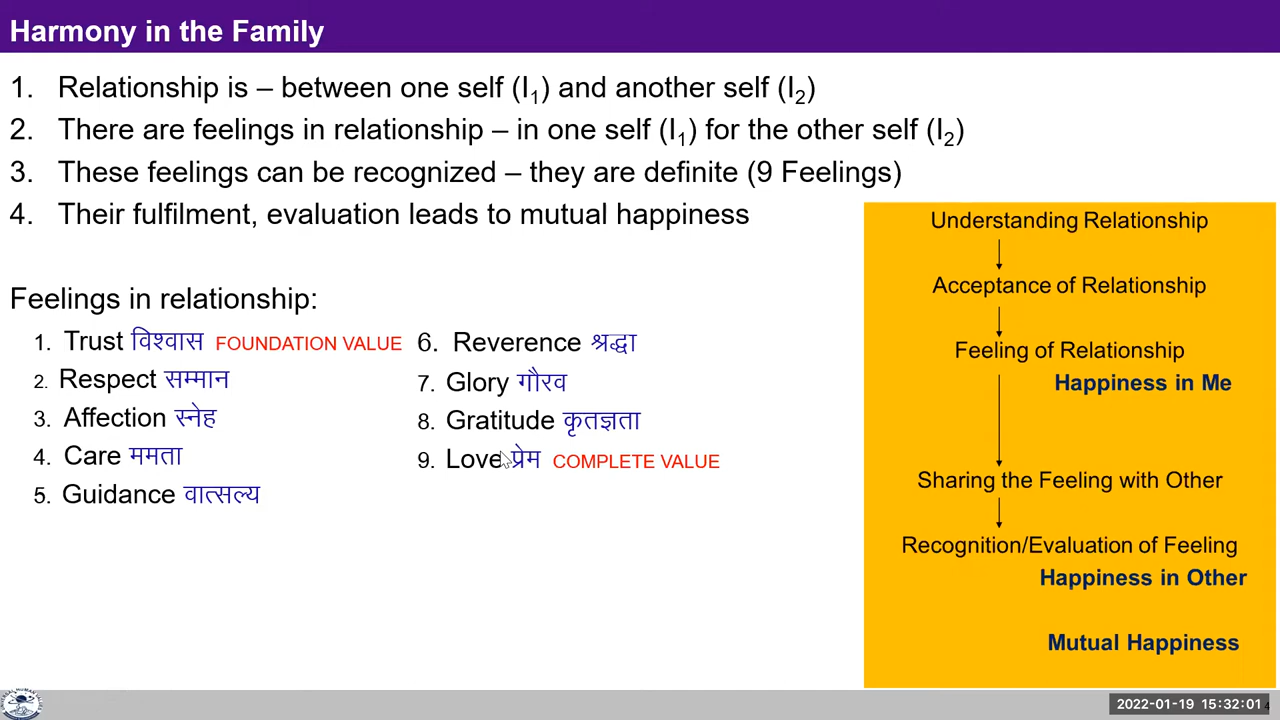 Harmony in the Family
1. Relationship is – between one self (I1) and another self (I2)
2. There are feelings in relationship – in one self (I1) for the other self (I2)
3. These feelings can be recognized – they are definite (9 Feelings)
4. Their fulfilment, evaluation leads to mutual happiness
Feelings in relationship:
1. Trust विश्वास FOUNDATION VALUE
2. Respect सम्मान
3. Affection स्नेह
4. Care ममता
5. Guidance वात्सल्य
6. Reverence श्रद्धा
7. Glory गौरव
8. Gratitude कृतज्ञता
9. Love प्रेम COMPLETE VALUE
Understanding Relationship
Acceptance of Relationship
Feeling of Relationship
Happiness in Me
Sharing the Feeling with Other
Recognition/Evaluation of Feeling
Happiness in Other
Mutual Happiness
2022-01-19 15:32:01
4